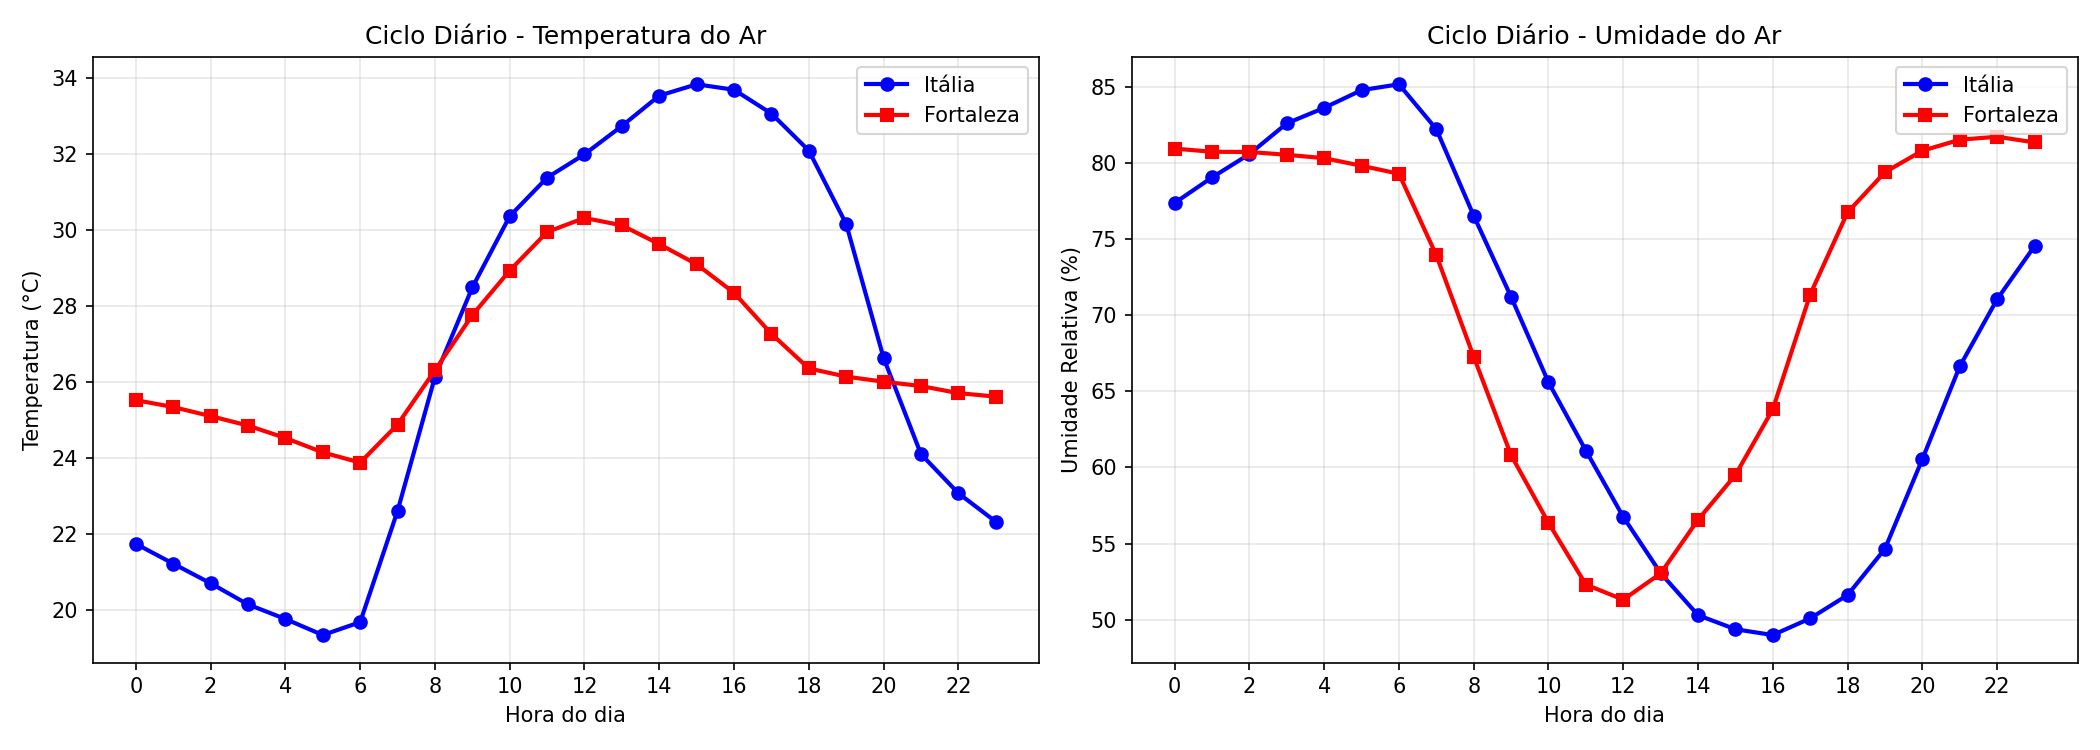 Ciclo Diário - Temperatura do Ar
Temperatura (°C)
34
32
30
28
26
24
22
20
0 2 4 6 8 10 12 14 16 18 20 22
Hora do dia
Itália
Fortaleza
Ciclo Diário - Umidade do Ar
Umidade Relativa (%)
85
80
75
70
65
60
55
50
0 2 4 6 8 10 12 14 16 18 20 22
Hora do dia
Itália
Fortaleza